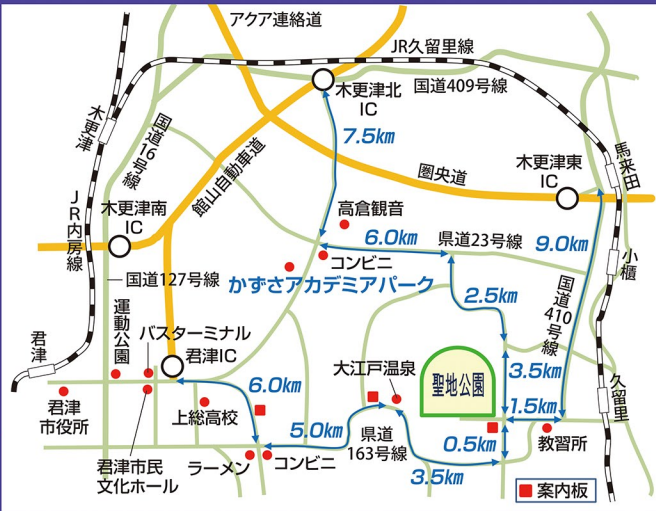 アクア連絡道
JR久留里線
木更津北
IC
国道409号線
木更津
国道16号線
7.5km
館山自動車道
圏央道
木更津東
IC
馬来田
木更津南
IC
JR内房線
高倉観音
6.0km
県道23号線
9.0km
小櫃
コンビニ
国道127号線
かずさアカデミアパーク
2.5km
国道
410
号線
運動公園
バスターミナル
君津
君津IC
大江戸温泉
聖地公園
3.5km
6.0km
1.5km
久留里
君津
市役所
上総高校
5.0km
県道
163号線
0.5km
教習所
君津市民
文化ホール
ラーメン
コンビニ
3.5km
案内板